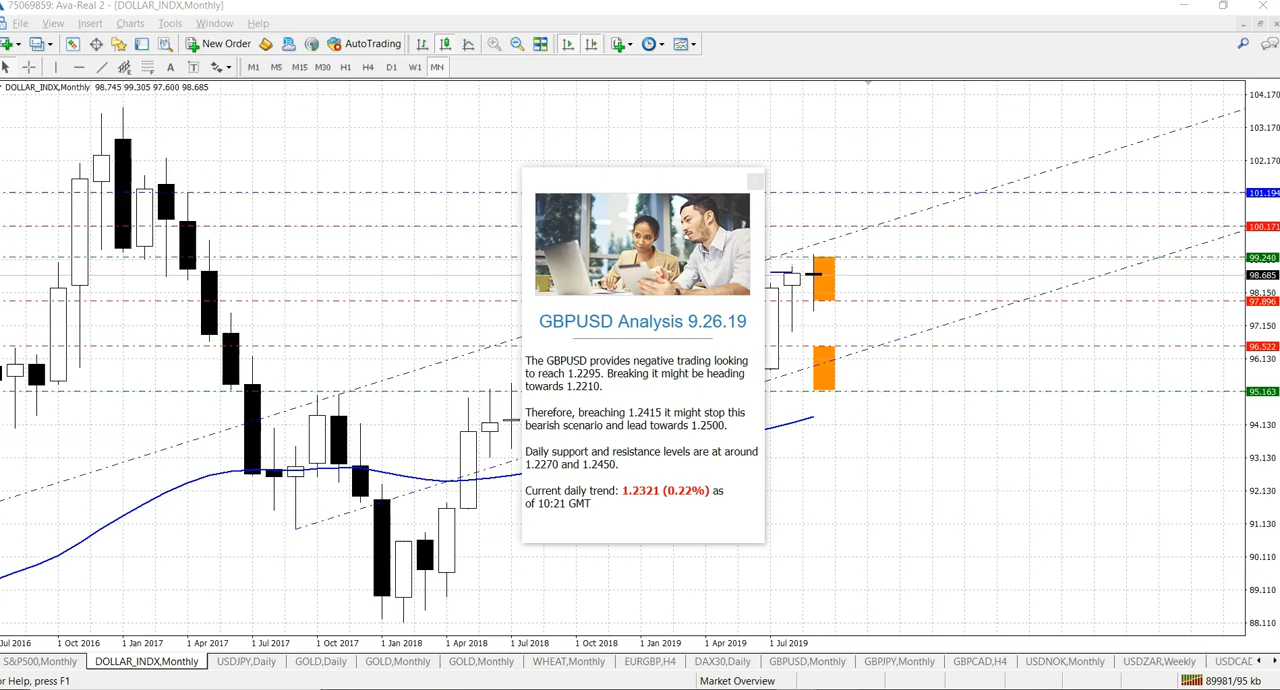 75069859: Ava-Real 2 - [DOLLAR_INDX,Monthly]
File View Insert Charts Tools Window Help
New Order AutoTrading
A T
M1 M5 M15 M30 H1 H4 D1 W1 MN
DOLLAR_INDX,Monthly 98.745 99.305 97.600 98.685
104.170
103.170
102.170
101.194
100.171
99.240
98.685
98.150
97.896
97.150
96.522
96.130
95.163
94.130
93.130
92.130
91.130
90.110
89.110
88.110
GBPUSD Analysis 9.26.19
The GBPUSD provides negative trading looking
to reach 1.2295. Breaking it might be heading
towards 1.2210.
Therefore, breaching 1.2415 it might stop this
bearish scenario and lead towards 1.2500.
Daily support and resistance levels are at around
1.2270 and 1.2450.
Current daily trend: 1.2321 (0.22%) as
of 10:21 GMT
Jul 2016 1 Oct 2016 1 Jan 2017 1 Apr 2017 1 Jul 2017 1 Oct 2017 1 Jan 2018 1 Apr 2018 1 Jul 2018 1 Oct 2018 1 Jan 2019 1 Apr 2019 1 Jul 2019
S&P500,Monthly DOLLAR_INDX,Monthly USDJPY,Daily GOLD,Daily GOLD,Monthly GOLD,Monthly WHEAT,Monthly EURGBP,H4 DAX30,Daily GBPUSD,Monthly GBPJPY,Monthly GBPCAD,H4 USDNOK,Monthly USDZAR,Weekly USDCAD
or Help, press F1 Market Overview 89981/95 kb